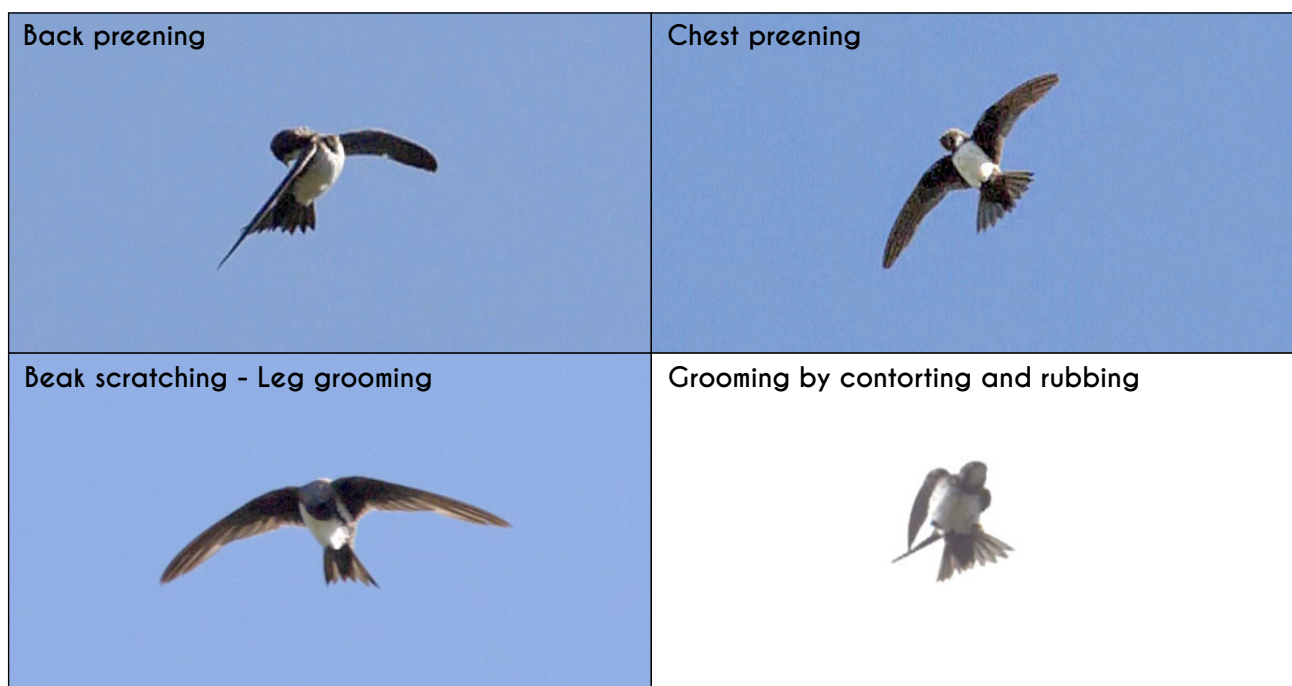 Back preening
Chest preening
Beak scratching - Leg grooming
Grooming by contorting and rubbing